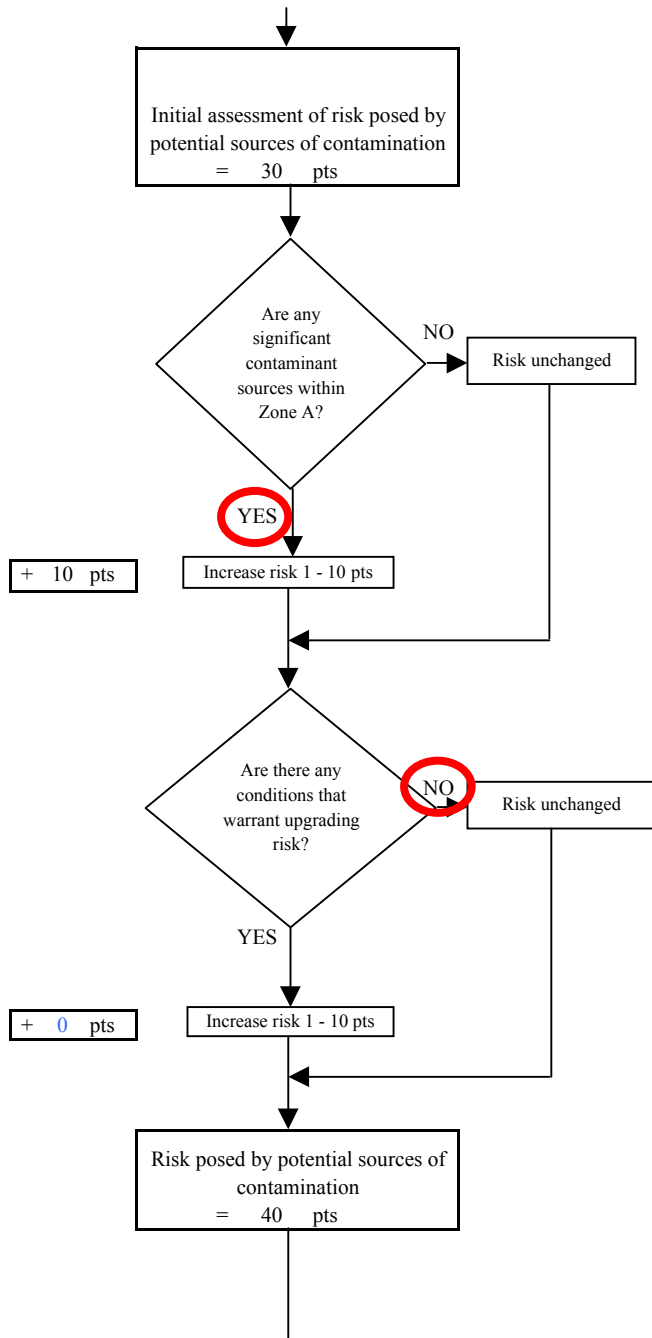 Initial assessment of risk posed by
potential sources of contamination
= 30 pts
Are any
significant
contaminant
sources within
Zone A?
NO
Risk unchanged
YES
+ 10 pts
Increase risk 1 - 10 pts
Are there any
conditions that
warrant upgrading
risk?
NO
Risk unchanged
YES
+ 0 pts
Increase risk 1 - 10 pts
Risk posed by potential sources of
contamination
= 40 pts